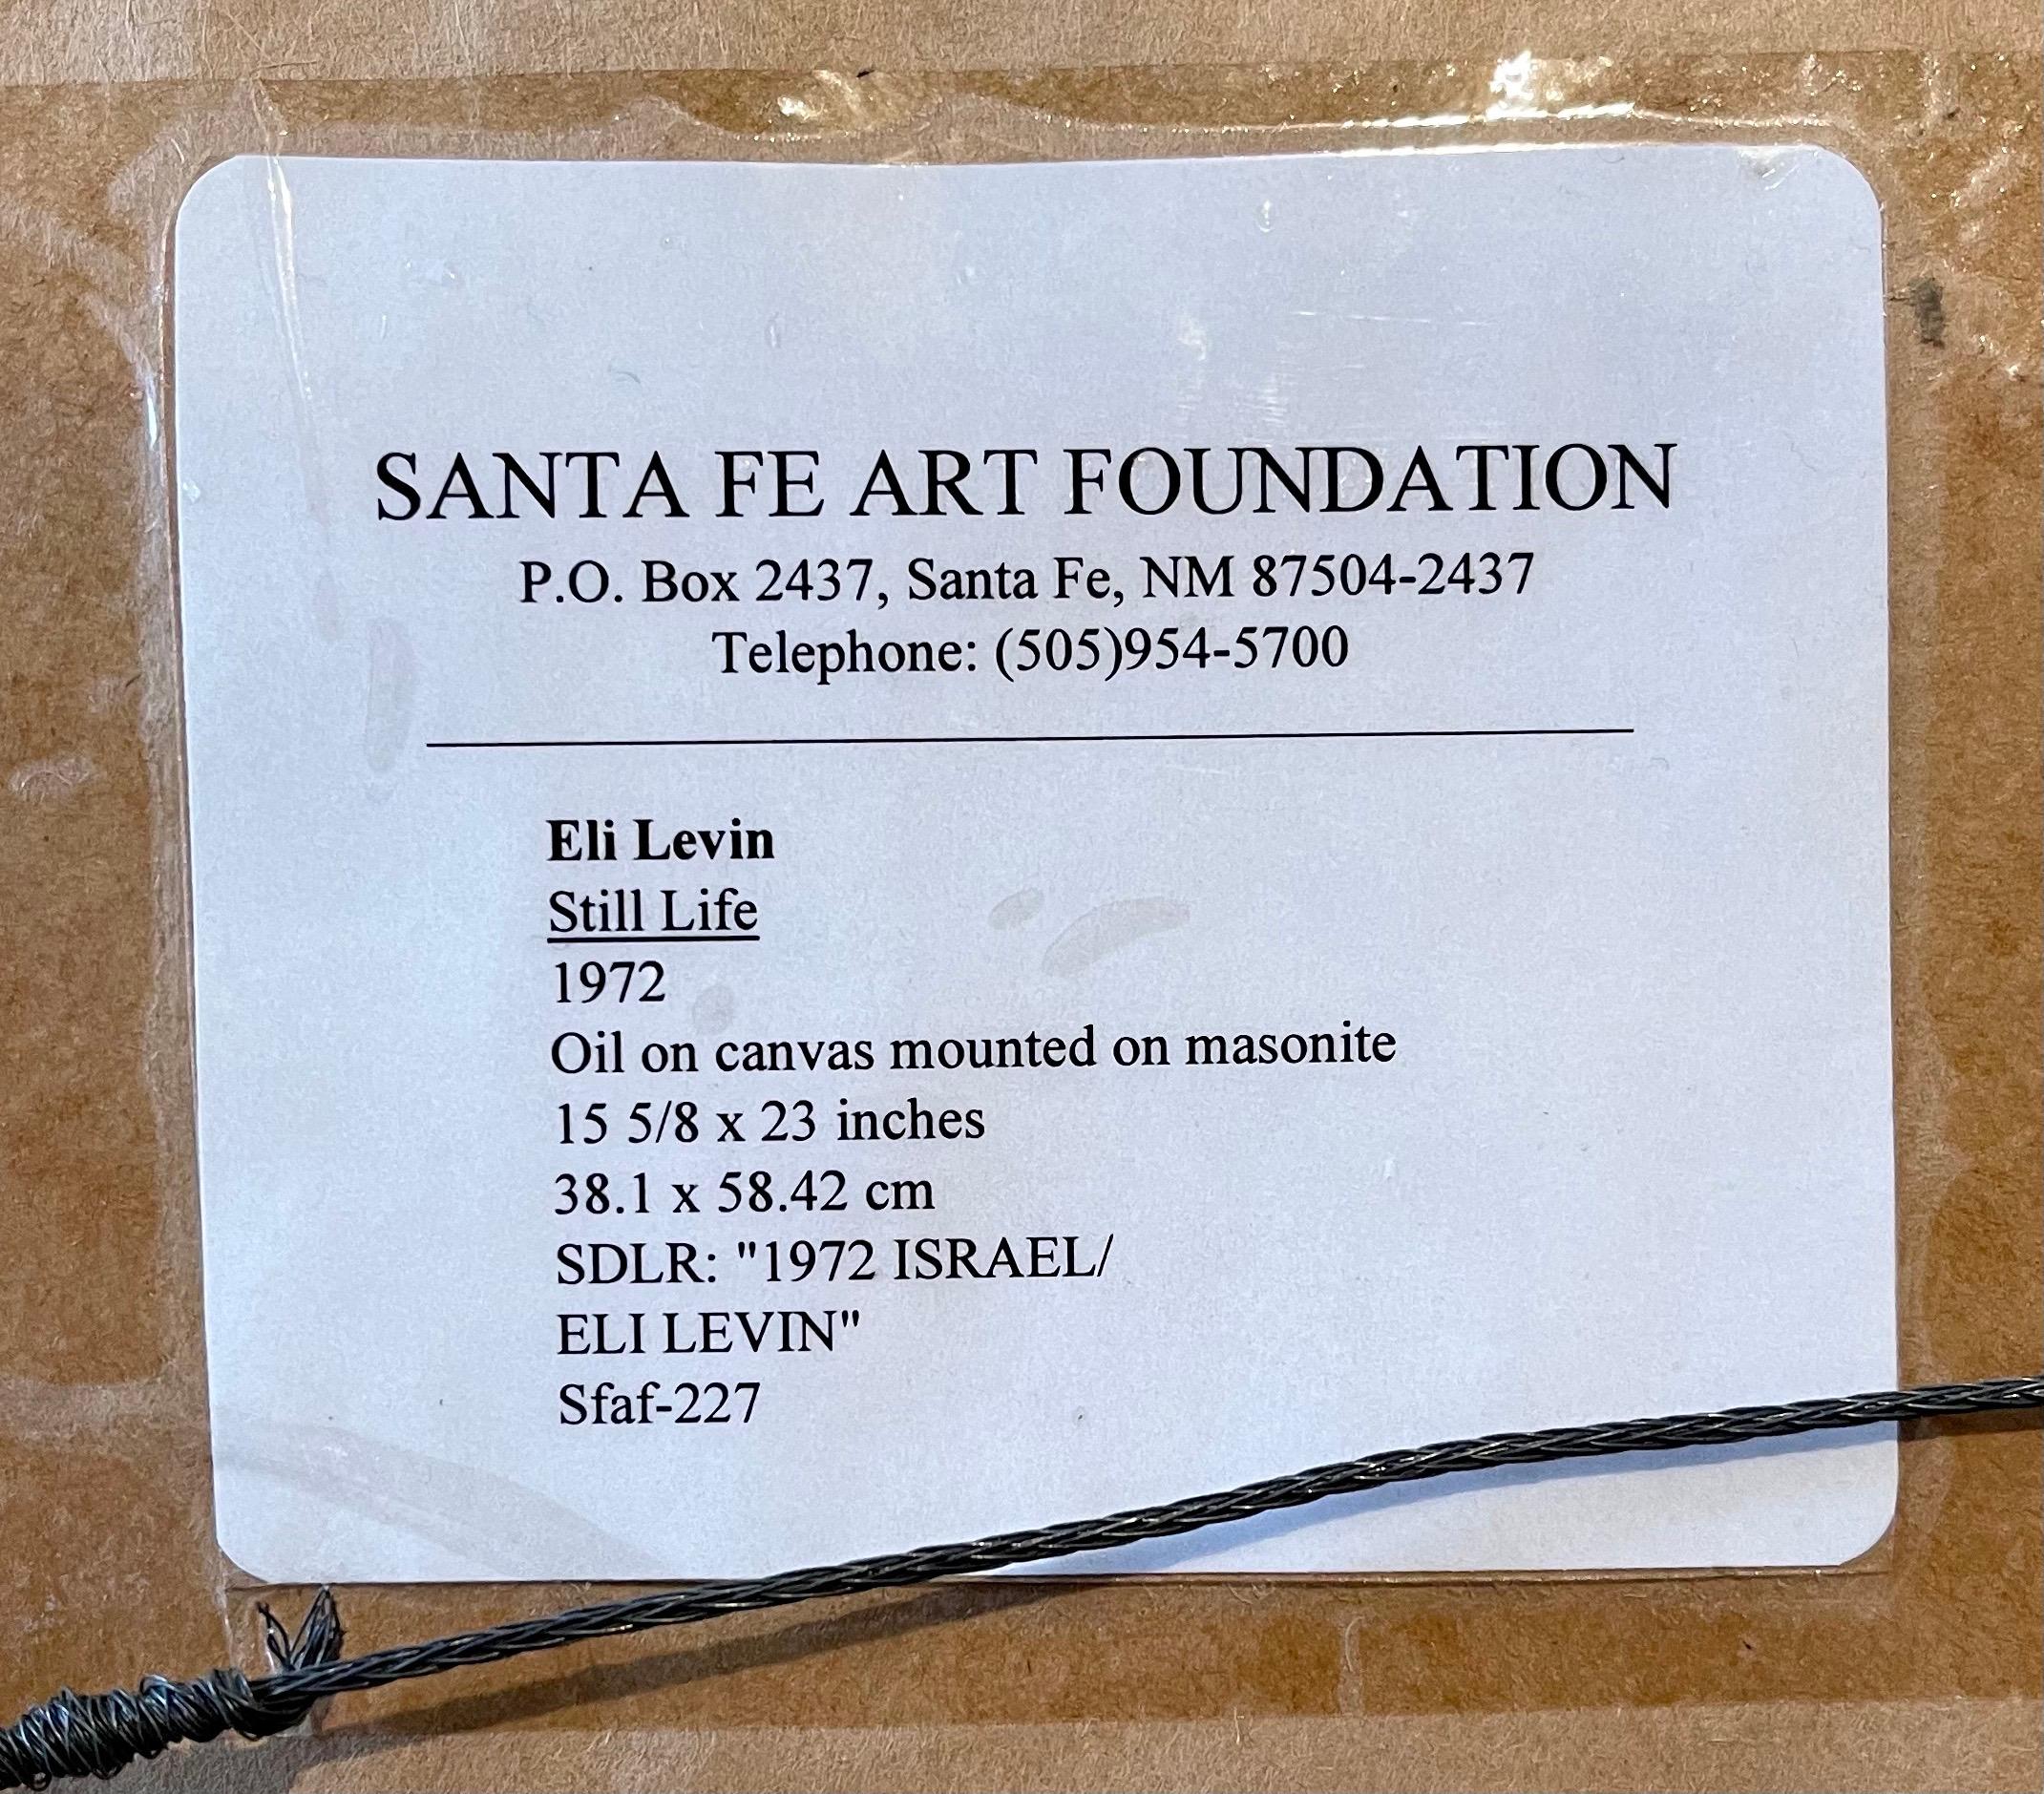 SANTA FE ART FOUNDATION
P.O. Box 2437, Santa Fe, NM 87504-2437
Telephone: (505)954-5700
Eli Levin
Still Life
1972
Oil on canvas mounted on masonite
15 5/8 x 23 inches
38.1 x 58.42 cm
SDLR: "1972 ISRAEL/
ELI LEVIN"
Sfaf-227